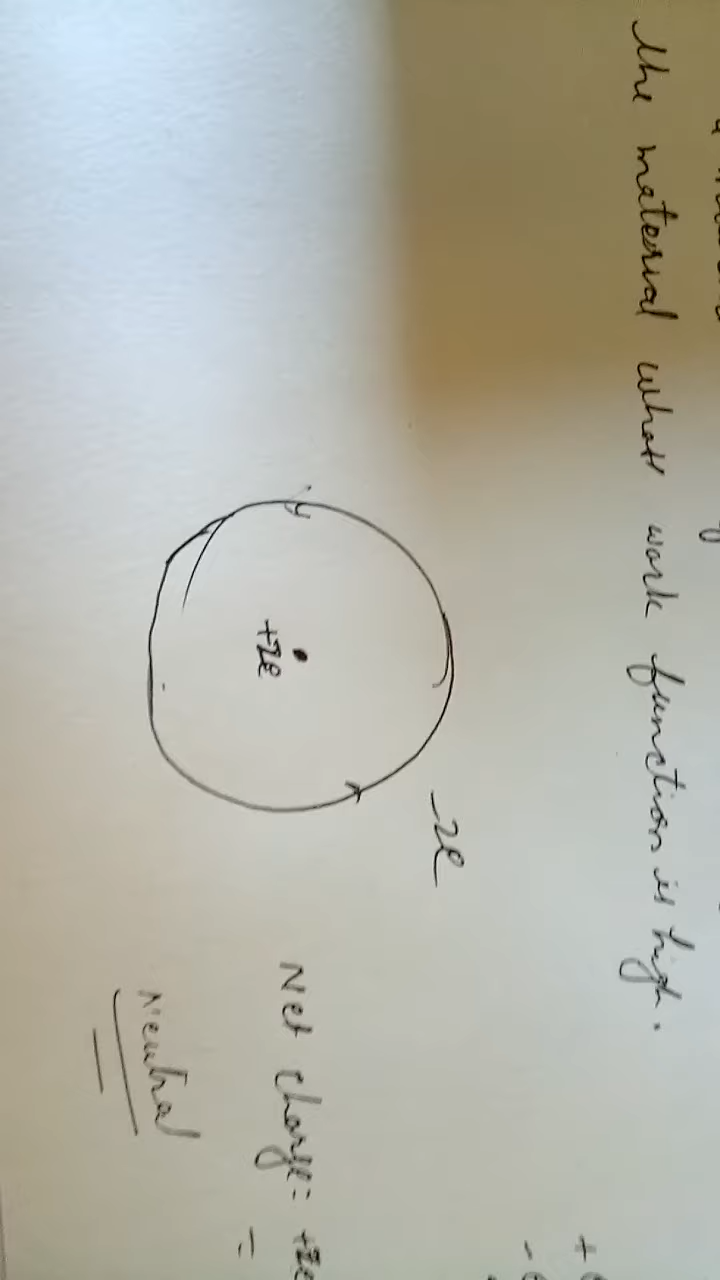 the material whose work function is high.
-ze
+ze
Net charge = +ze
=
Neutral